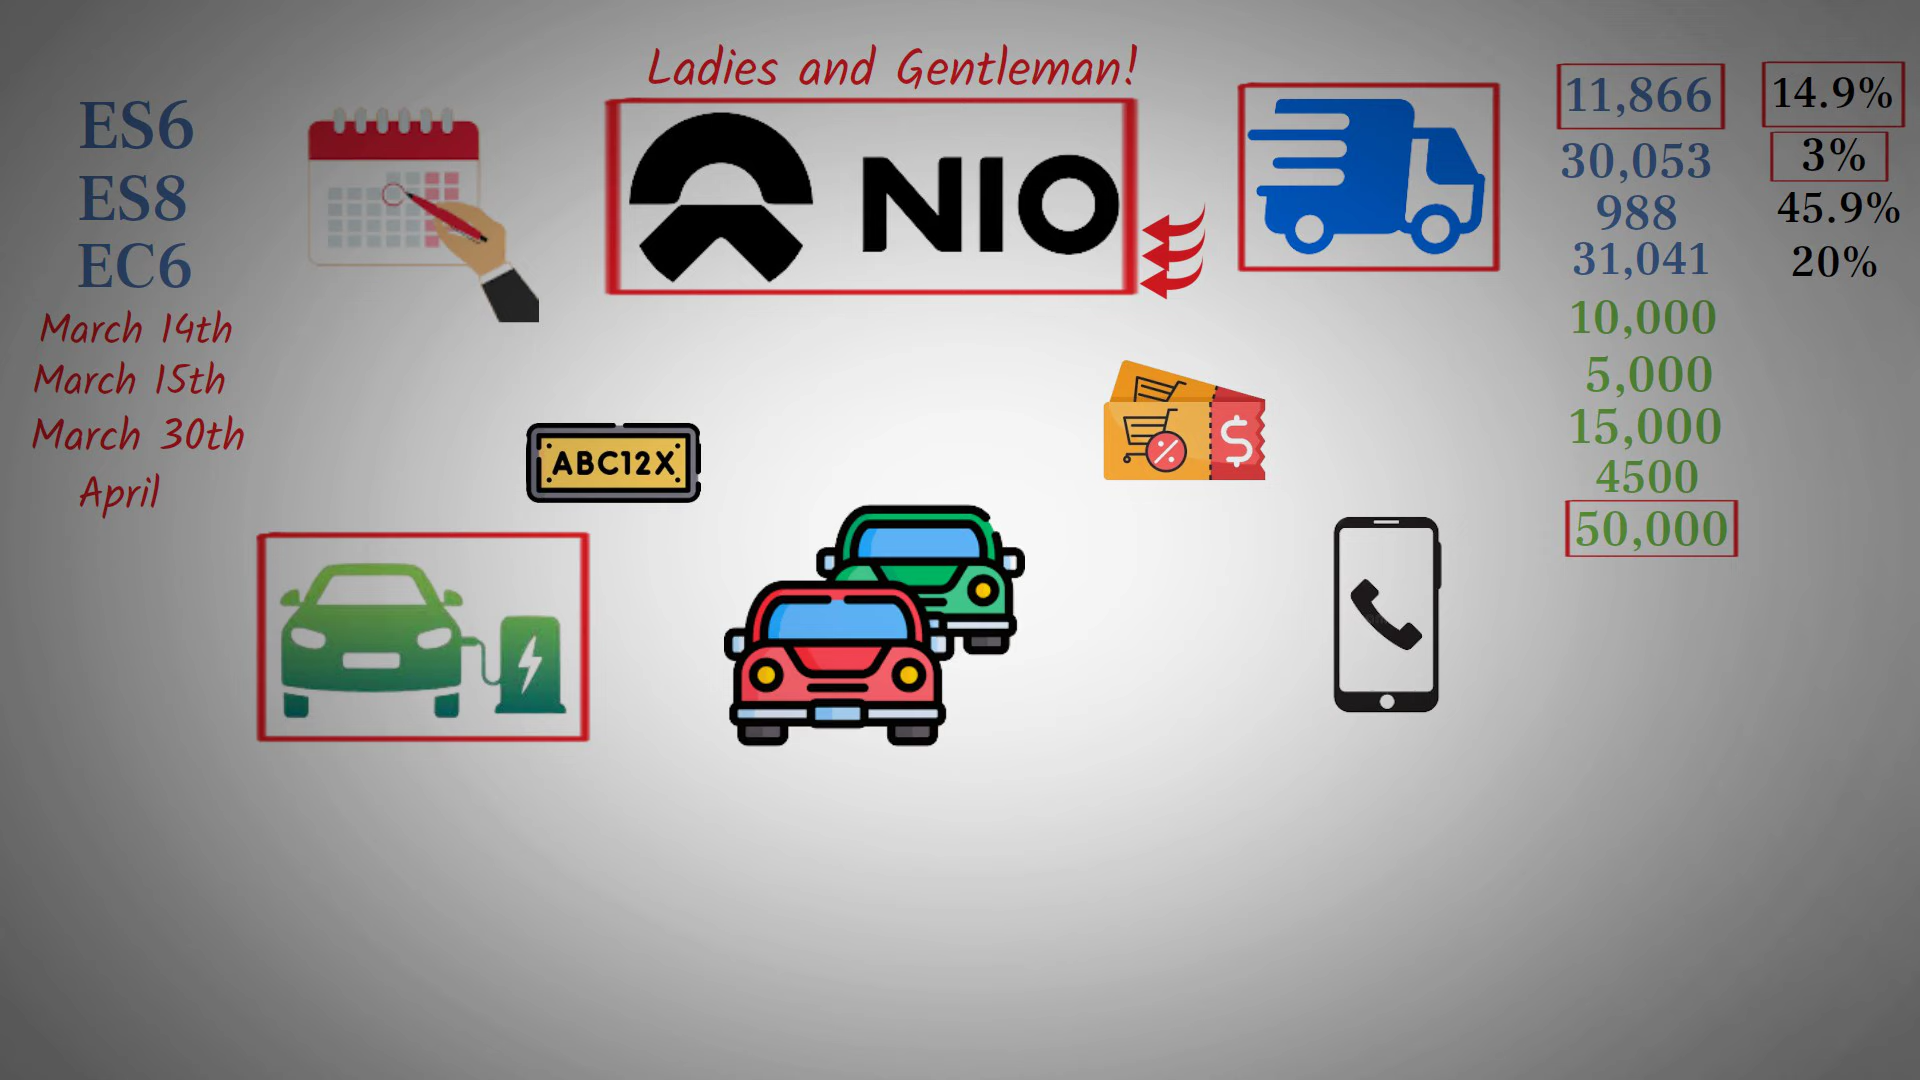 Ladies and Gentleman!
ES6
ES8
EC6
March 14th
March 15th
March 30th
April
NIO
ABC12X
%
$
11,866
14.9%
30,053
3%
988
45.9%
31,041
20%
10,000
5,000
15,000
4500
50,000